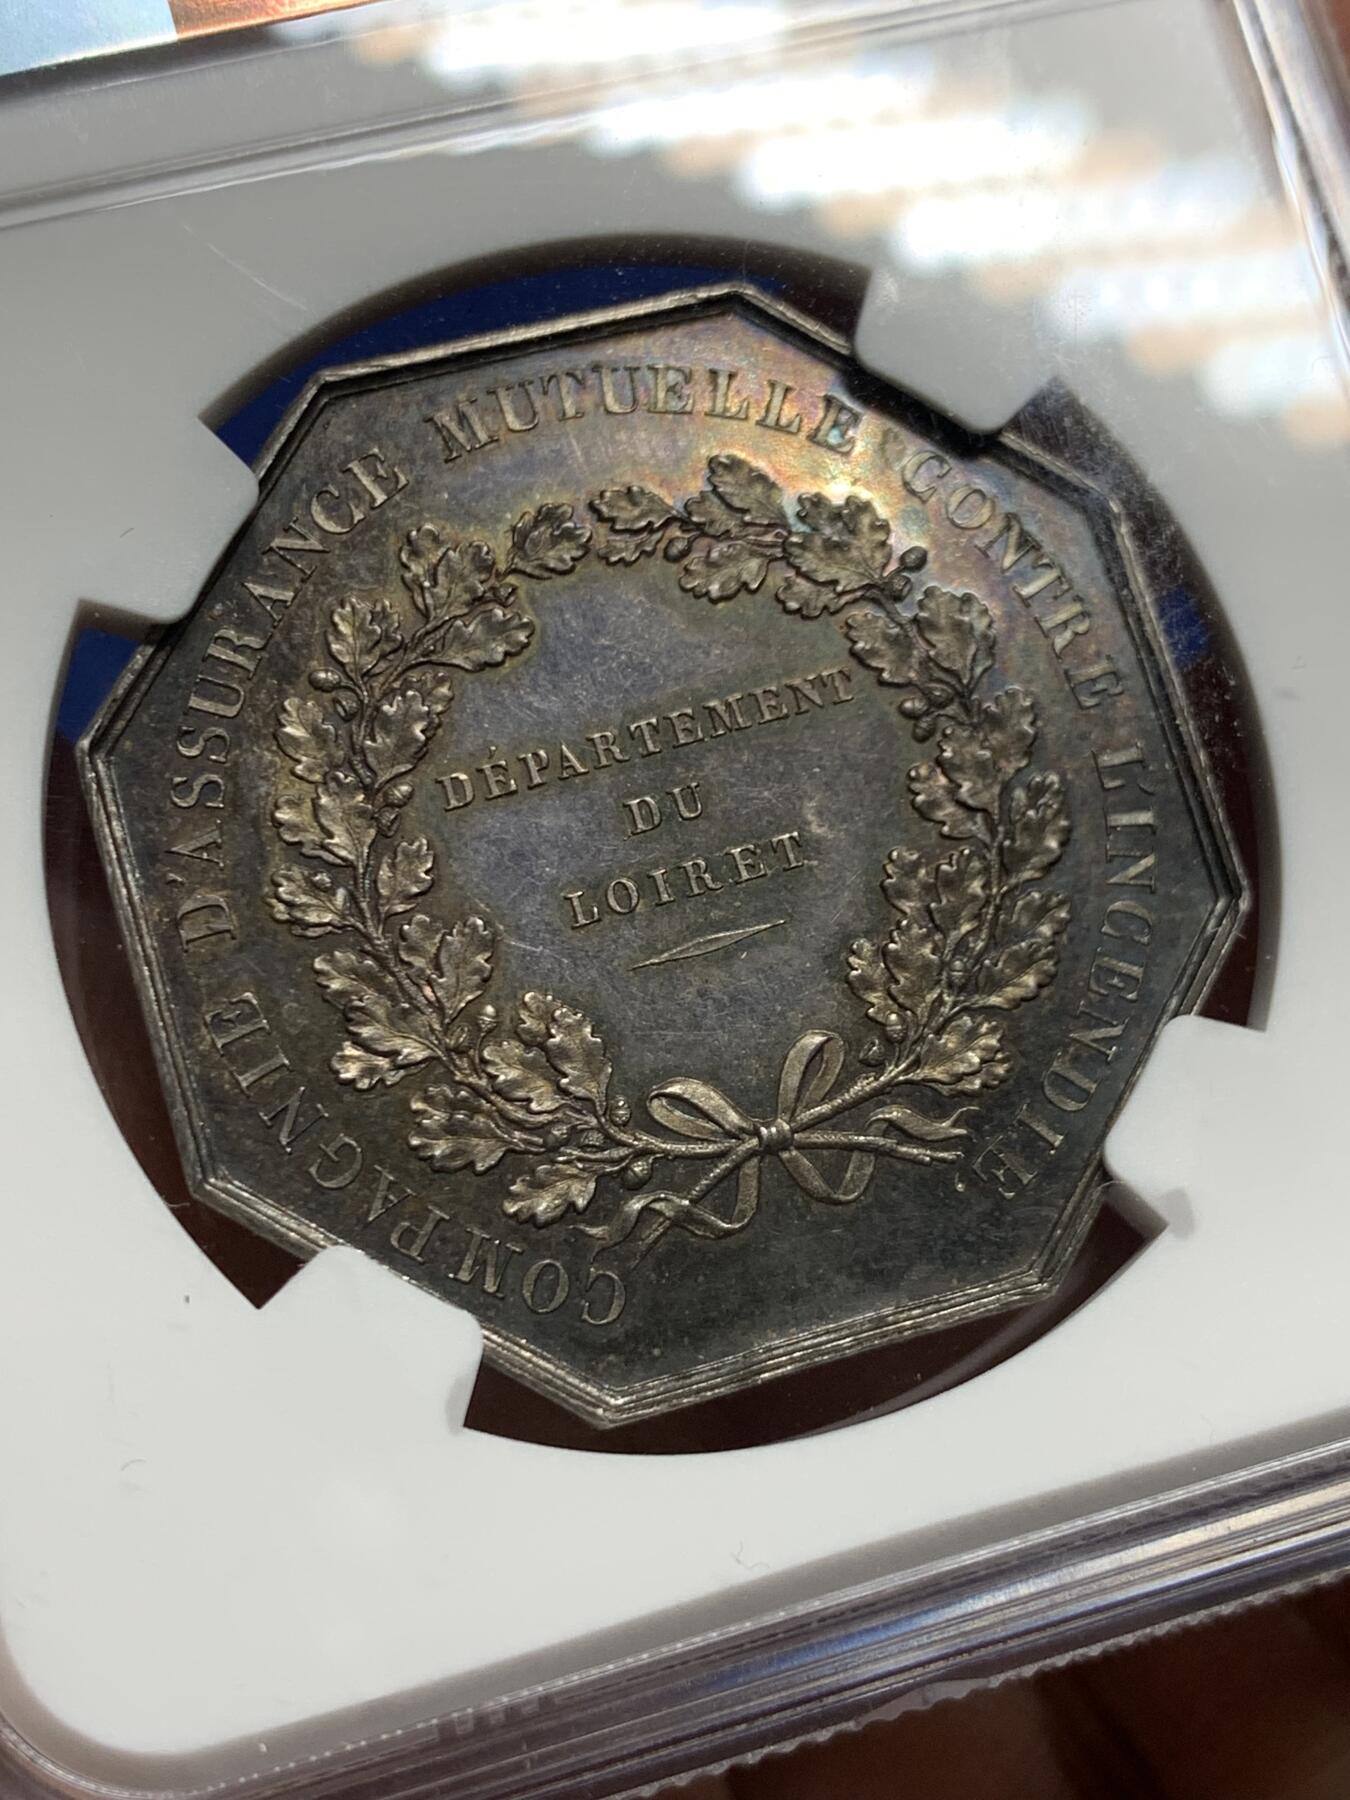 COMPAGNIE D'ASSURANCE MUTUELLE CONTRE L'INCENDIE,
DÉPARTEMENT
DU
LOIRET